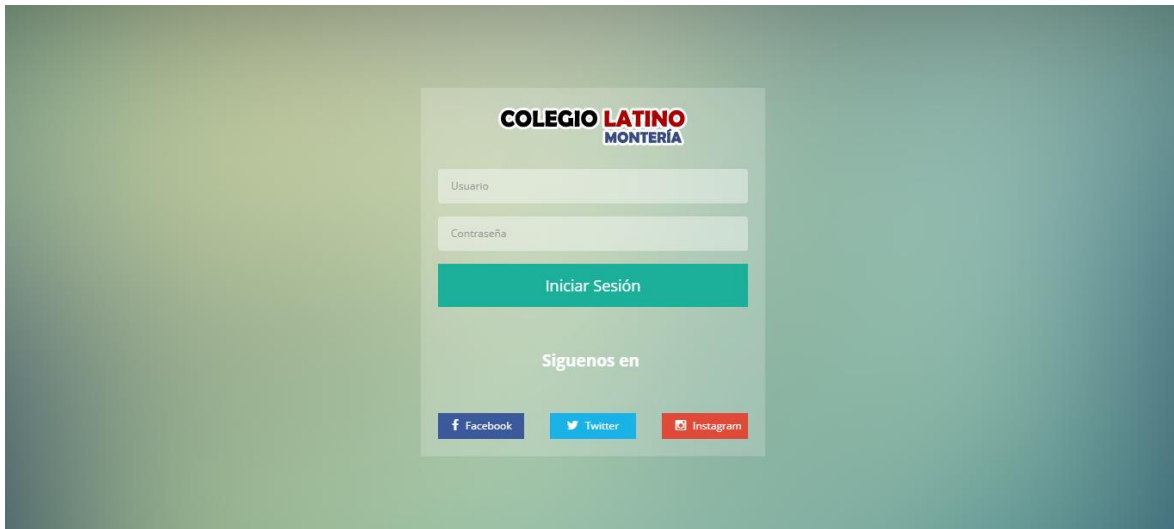 COLEGIO LATINO
MONTERÍA
Usuario
Contraseña
Iniciar Sesión
Siguenos en
Facebook Twitter Instagram